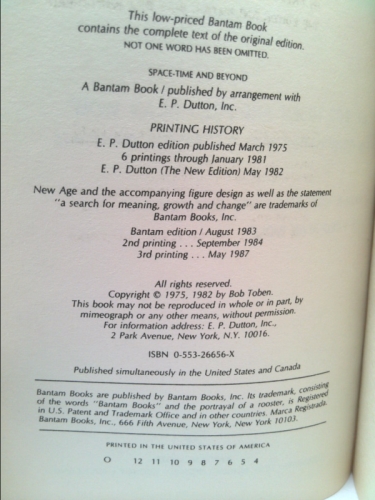 This low-priced Bantam Book
contains the complete text of the original edition.
NOT ONE WORD HAS BEEN OMITTED.
SPACE-TIME AND BEYOND
A Bantam Book / published by arrangement with
E. P. Dutton, Inc.
PRINTING HISTORY
E. P. Dutton edition published March 1975
6 printings through January 1981
E. P. Dutton (The New Edition) May 1982
New Age and the accompanying figure design as well as the statement
"a search for meaning, growth and change" are trademarks of
Bantam Books, Inc.
Bantam edition / August 1983
2nd printing . . . September 1984
3rd printing . . . May 1987
All rights reserved.
Copyright © 1975, 1982 by Bob Toben.
This book may not be reproduced in whole or in part, by
mimeograph or any other means, without permission.
For information address: E. P. Dutton, Inc.,
2 Park Avenue, New York, N.Y. 10016.
ISBN 0-553-26656-X
Published simultaneously in the United States and Canada
Bantam Books are published by Bantam Books, Inc. Its trademark, consisting
of the words "Bantam Books" and the portrayal of a rooster, is Registered
in U.S. Patent and Trademark Office and in other countries. Marca Registrada.
Bantam Books, Inc., 666 Fifth Avenue, New York, New York 10103.
PRINTED IN THE UNITED STATES OF AMERICA
O 12 11 10 9 8 7 6 5 4